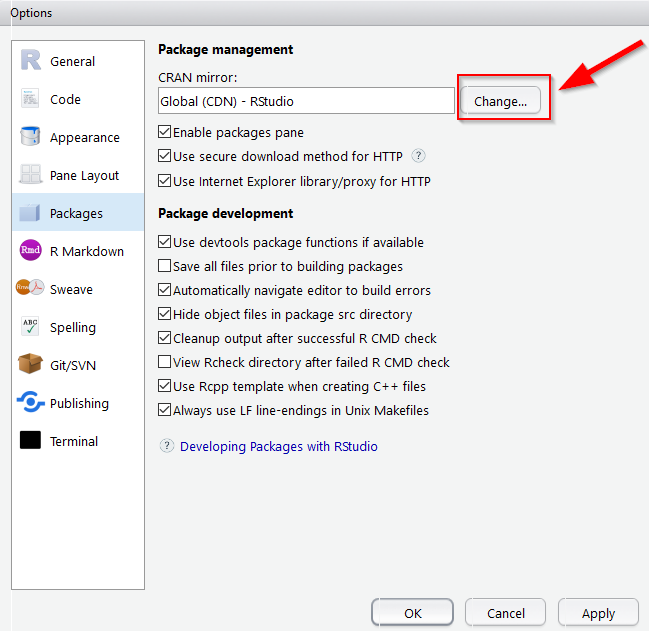 Options
General
Code
Appearance
Pane Layout
Packages
Rmd
R Markdown
Rnw
Sweave
ABC
Spelling
Git/SVN
Publishing
Terminal
Package management
CRAN mirror:
Global (CDN) - RStudio
Change...
Enable packages pane
Use secure download method for HTTP ?
Use Internet Explorer library/proxy for HTTP
Package development
Use devtools package functions if available
Save all files prior to building packages
Automatically navigate editor to build errors
Hide object files in package src directory
Cleanup output after successful R CMD check
View Rcheck directory after failed R CMD check
Use Rcpp template when creating C++ files
Always use LF line-endings in Unix Makefiles
? Developing Packages with RStudio
OK Cancel Apply